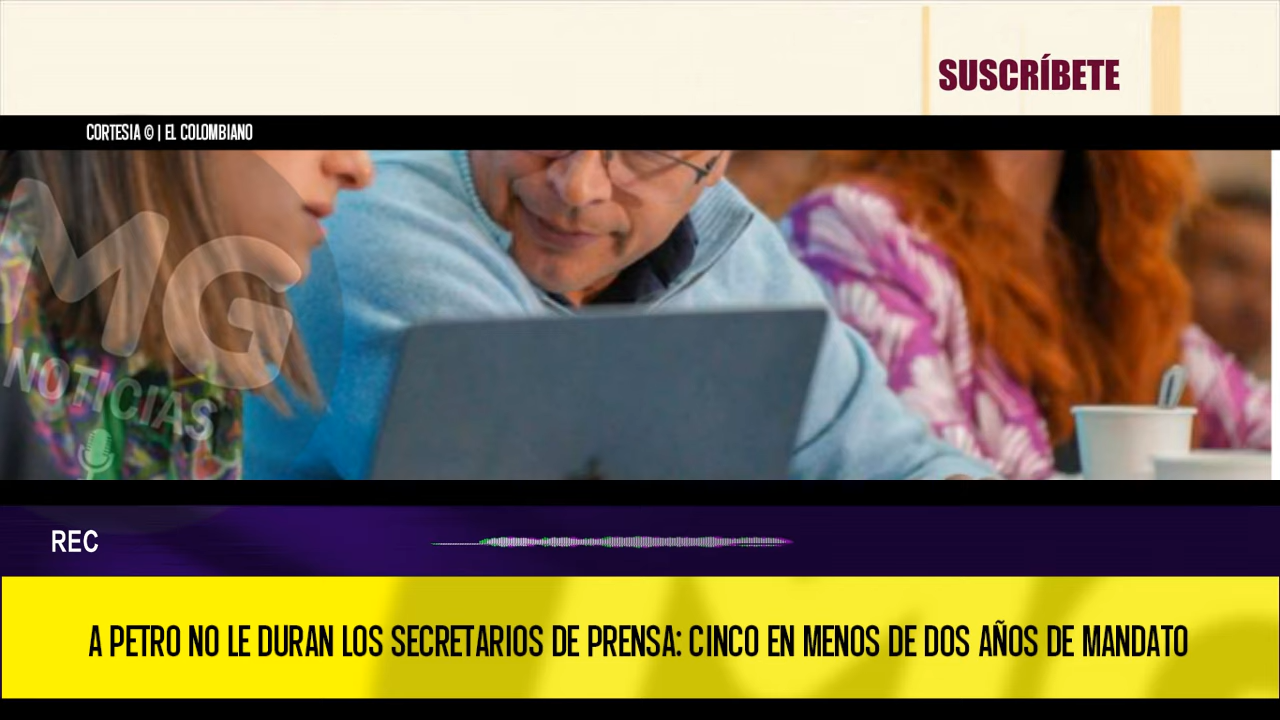 SUSCRÍBETE
CORTESIA © | EL COLOMBIANO
MG
NOTICIAS
REC
A PETRO NO LE DURAN LOS SECRETARIOS DE PRENSA: CINCO EN MENOS DE DOS AÑOS DE MANDATO